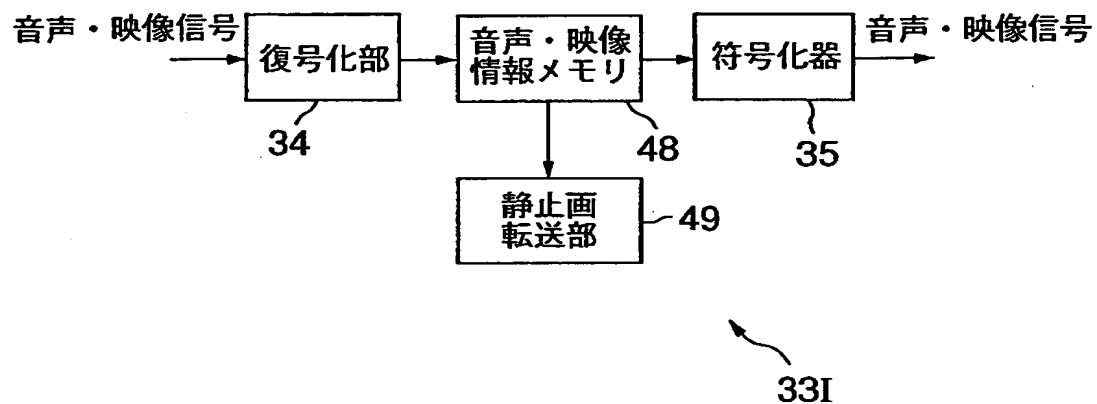 音声・映像信号
復号化部
34
音声・映像
情報メモリ
48
符号化器
35
音声・映像信号
静止画
転送部
49
33I